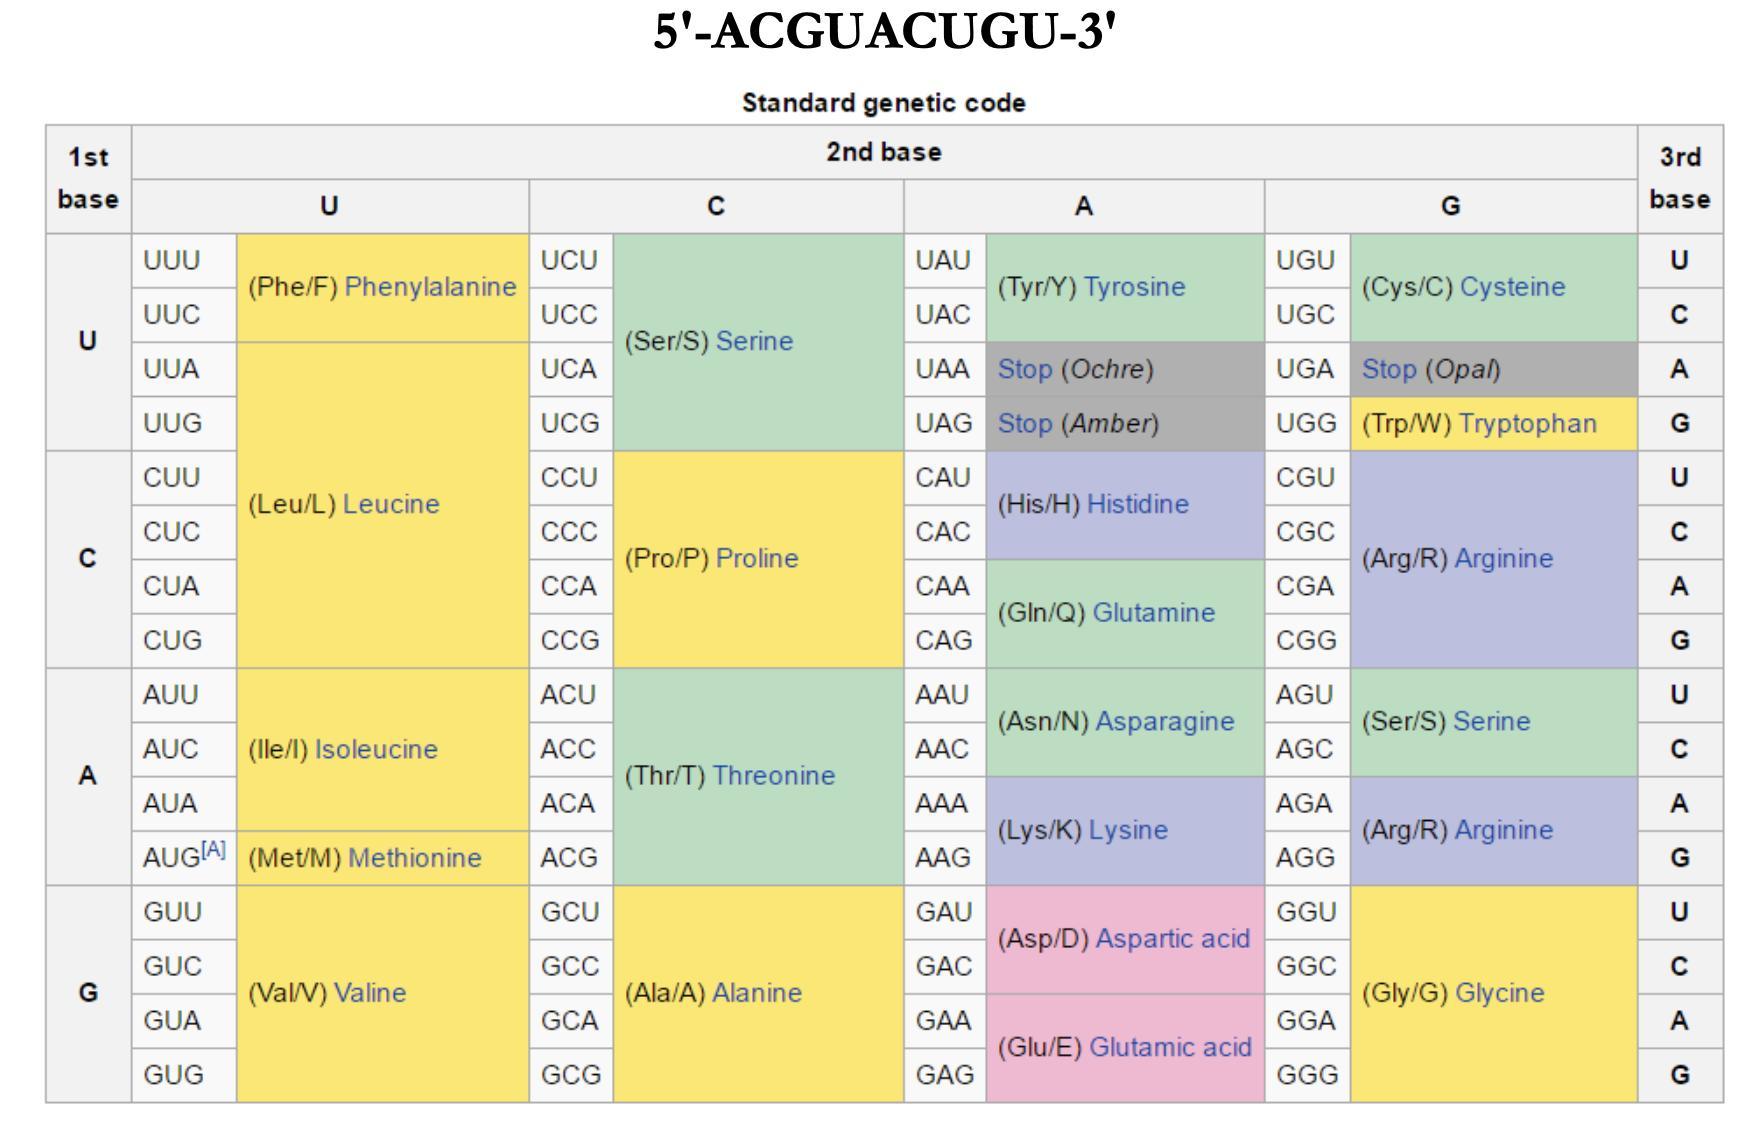 5'-ACGUACUGU-3'
Standard genetic code
1st base 2nd base 3rd base
U C A G
U UUU (Phe/F) Phenylalanine UCU (Ser/S) Serine UAU (Tyr/Y) Tyrosine UGU (Cys/C) Cysteine U
UUC UCC UAC UGC C
UUA (Leu/L) Leucine UCA UAA Stop (Ochre) UGA Stop (Opal) A
UUG UCG UAG Stop (Amber) UGG (Trp/W) Tryptophan G
C CUU CCU (Pro/P) Proline CAU (His/H) Histidine CGU (Arg/R) Arginine U
CUC CCC CAC CGC C
CUA CCA CAA (Gln/Q) Glutamine CGA A
CUG CCG CAG CGG G
A AUU (Ile/I) Isoleucine ACU (Thr/T) Threonine AAU (Asn/N) Asparagine AGU (Ser/S) Serine U
AUC ACC AAC AGC C
AUA ACA AAA (Lys/K) Lysine AGA (Arg/R) Arginine A
AUG[A] (Met/M) Methionine ACG AAG AGG G
G GUU (Val/V) Valine GCU (Ala/A) Alanine GAU (Asp/D) Aspartic acid GGU (Gly/G) Glycine U
GUC GCC GAC GGC C
GUA GCA GAA (Glu/E) Glutamic acid GGA A
GUG GCG GAG GGG G